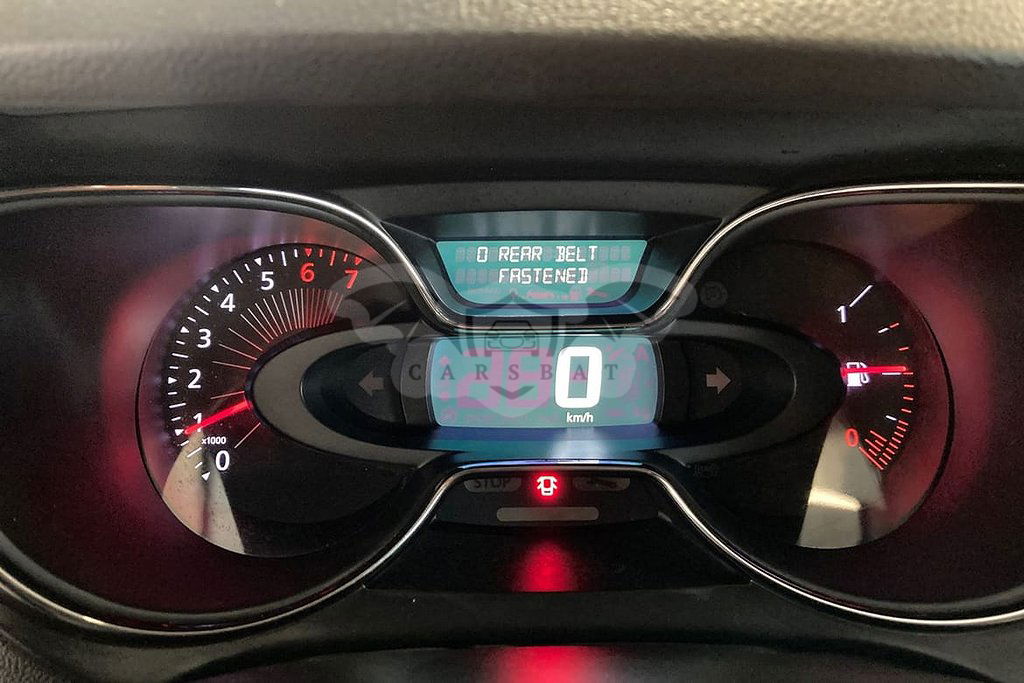 0 REAR BELT
FASTENED
7
6
5
4
3
2
1
x1000
0
CARSBAT
0
km/h
1
0
STOP